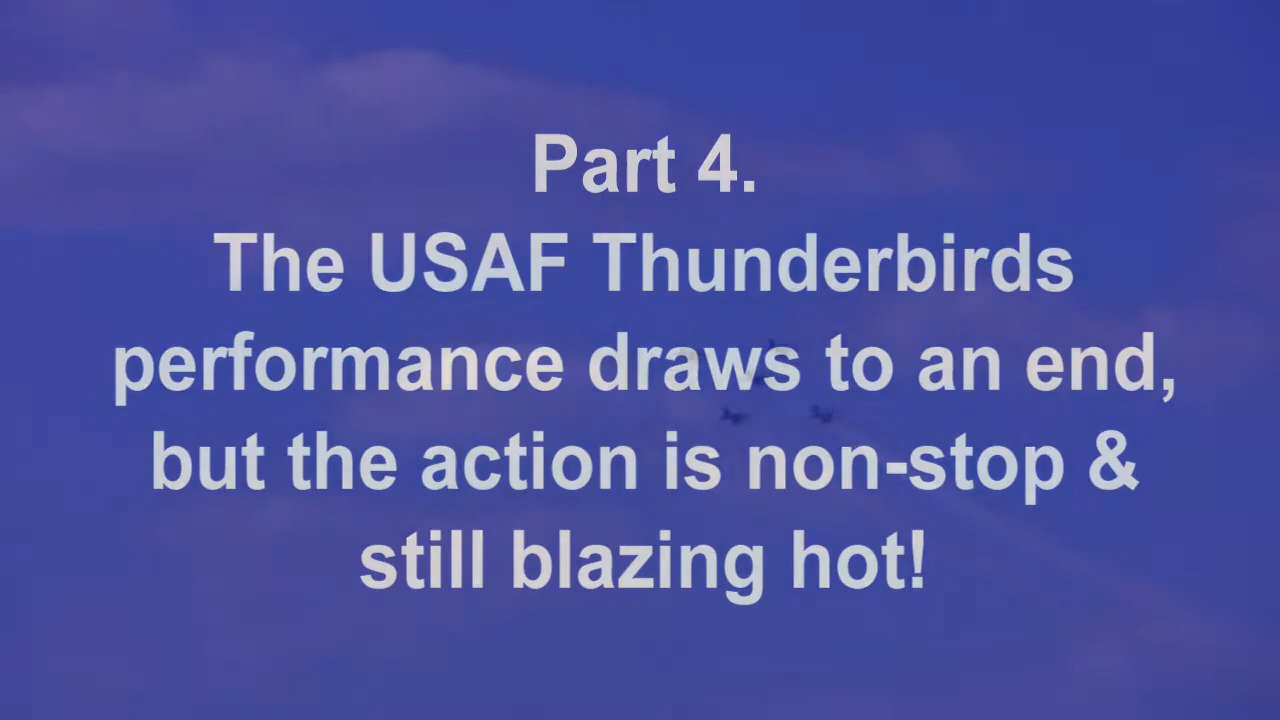 Part 4.
The USAF Thunderbirds
performance draws to an end,
but the action is non-stop &
still blazing hot!